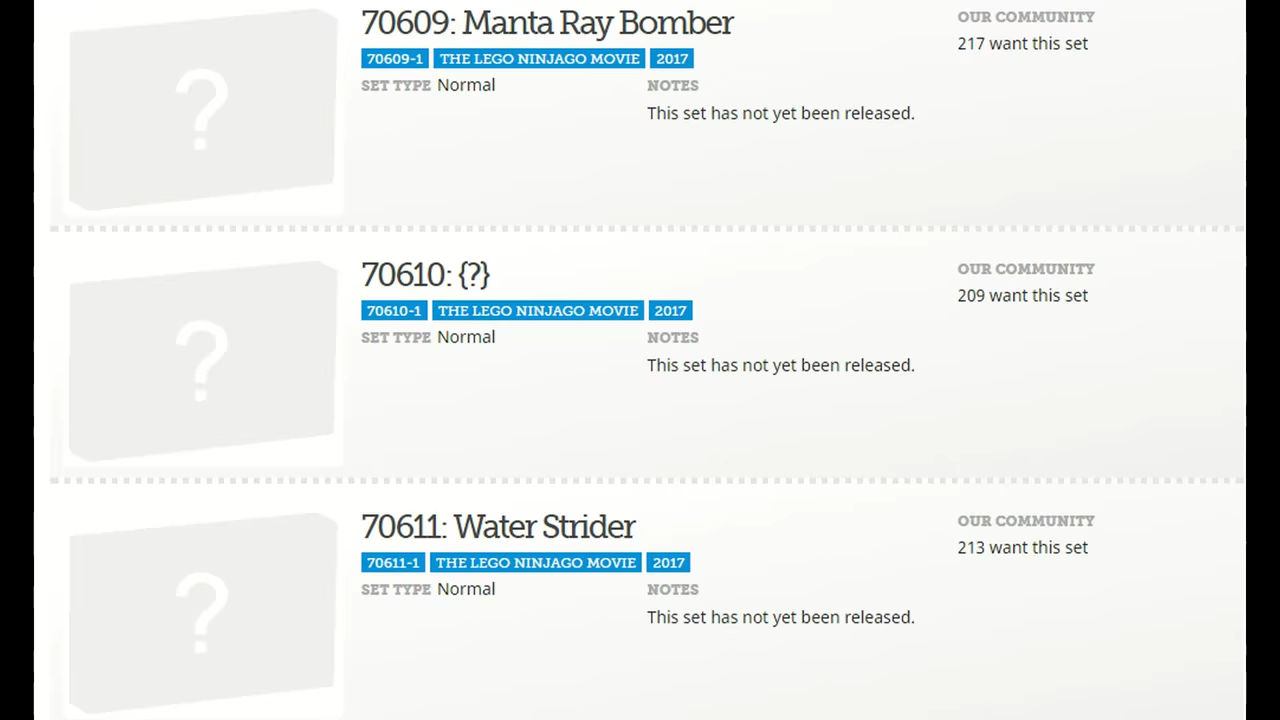 70609: Manta Ray Bomber
70609-1 THE LEGO NINJAGO MOVIE 2017
SET TYPE Normal
NOTES
This set has not yet been released.
OUR COMMUNITY
217 want this set
?
70610: {?}
70610-1 THE LEGO NINJAGO MOVIE 2017
SET TYPE Normal
NOTES
This set has not yet been released.
OUR COMMUNITY
209 want this set
?
70611: Water Strider
70611-1 THE LEGO NINJAGO MOVIE 2017
SET TYPE Normal
NOTES
This set has not yet been released.
OUR COMMUNITY
213 want this set
?